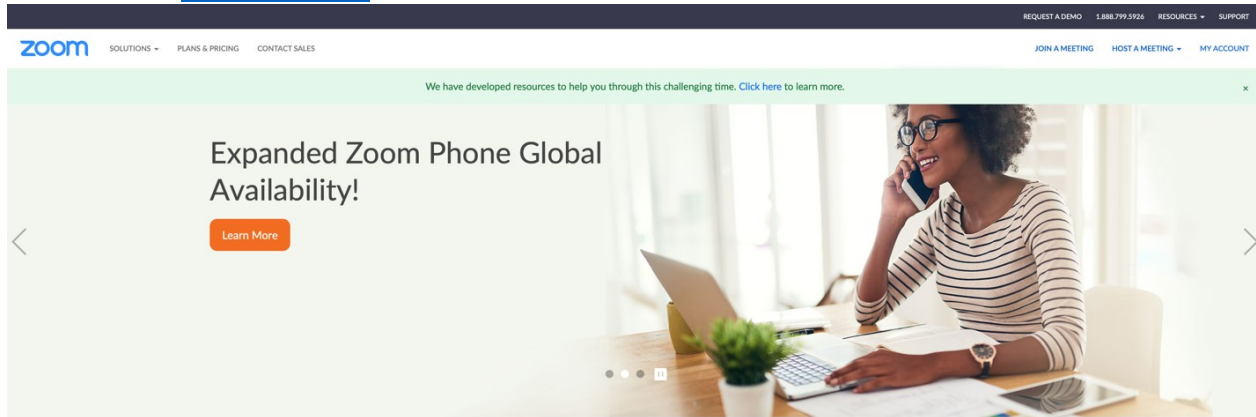 REQUEST A DEMO 1.888.799.5926 RESOURCES SUPPORT
zoom SOLUTIONS PLANS & PRICING CONTACT SALES JOIN A MEETING HOST A MEETING MY ACCOUNT
We have developed resources to help you through this challenging time. Click here to learn more. ×
Expanded Zoom Phone Global
Availability!
Learn More